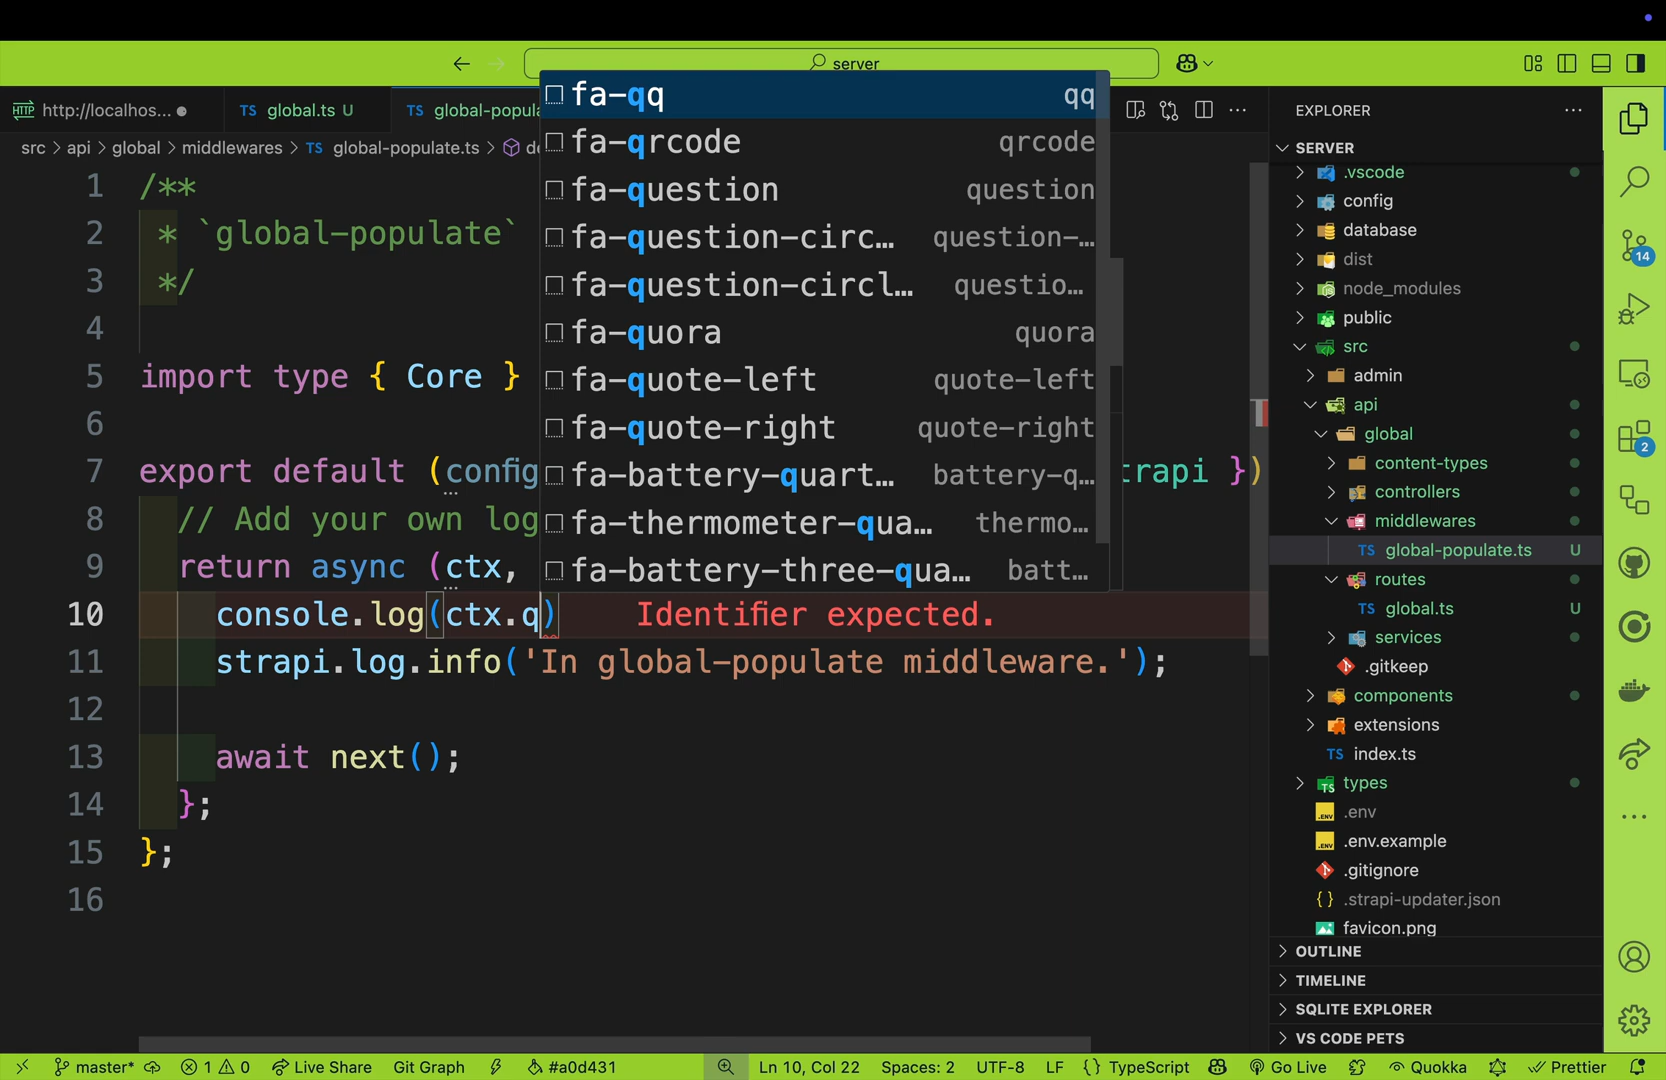 server
http://localhos...
TS global.ts U
TS global-popula
src > api > global > middlewares > TS global-populate.ts > de
1 /**
2 * `global-populate`
3 */
4
5 import type { Core }
6
7 export default (config trapi })
8 // Add your own log
9 return async (ctx,
10 console.log(ctx.q) Identifier expected.
11 strapi.log.info('In global-populate middleware.');
12
13 await next();
14 };
15 };
16
fa-qq qq
fa-qrcode qrcode
fa-question question
fa-question-circ… question-…
fa-question-circl… questio…
fa-quora quora
fa-quote-left quote-left
fa-quote-right quote-right
fa-battery-quart… battery-q…
fa-thermometer-qua… thermo…
fa-battery-three-qua… batt…
EXPLORER
SERVER
.vscode
config
database
dist
node_modules
public
src
admin
api
global
content-types
controllers
middlewares
TS global-populate.ts U
routes
TS global.ts U
services
.gitkeep
components
extensions
TS index.ts
types
.env
.env.example
.gitignore
{ } .strapi-updater.json
favicon.png
OUTLINE
TIMELINE
SQLITE EXPLORER
VS CODE PETS
14
2
master* 1 0 Live Share Git Graph #a0d431 Ln 10, Col 22 Spaces: 2 UTF-8 LF { } TypeScript Go Live Quokka Prettier